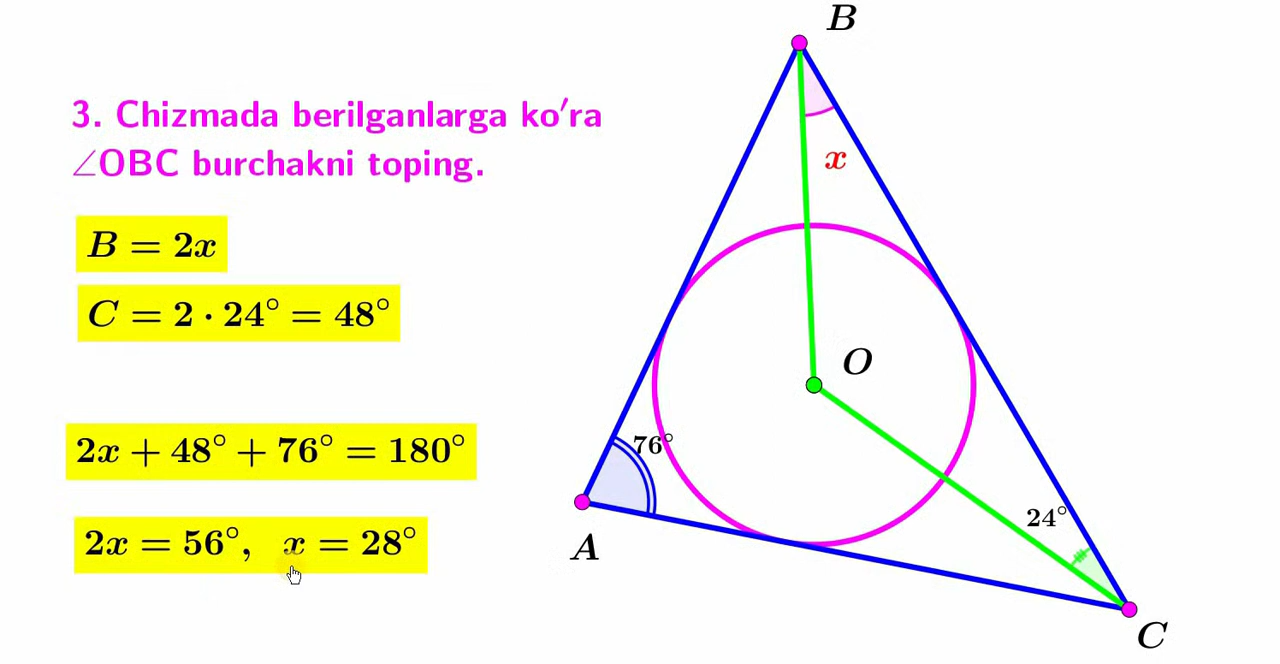 3. Chizmada berilganlarga ko′ra
∠OBC burchakni toping.
B = 2x
C = 2 · 24° = 48°
2x + 48° + 76° = 180°
2x = 56°, x = 28°
B
x
O
76°
24°
A
C